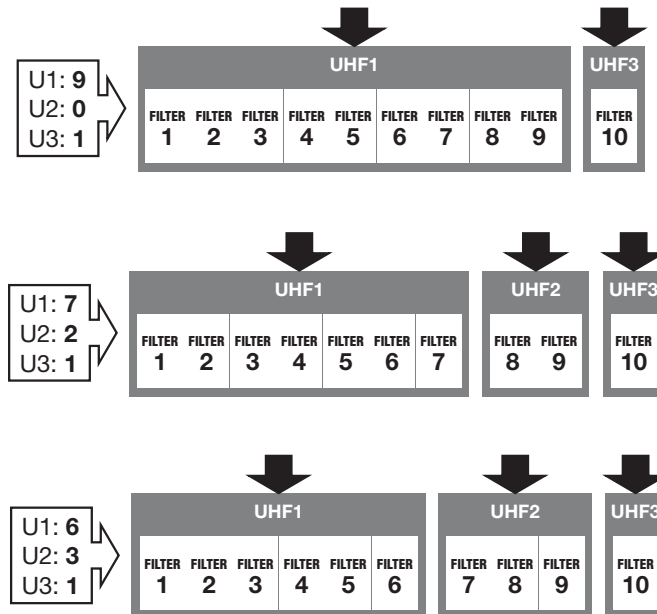 UHF1 UHF3
U1: 9
U2: 0
U3: 1
FILTER FILTER FILTER FILTER FILTER FILTER FILTER FILTER FILTER FILTER
1 2 3 4 5 6 7 8 9 10
UHF1 UHF2 UHF3
U1: 7
U2: 2
U3: 1
FILTER FILTER FILTER FILTER FILTER FILTER FILTER FILTER FILTER FILTER
1 2 3 4 5 6 7 8 9 10
UHF1 UHF2 UHF3
U1: 6
U2: 3
U3: 1
FILTER FILTER FILTER FILTER FILTER FILTER FILTER FILTER FILTER FILTER
1 2 3 4 5 6 7 8 9 10